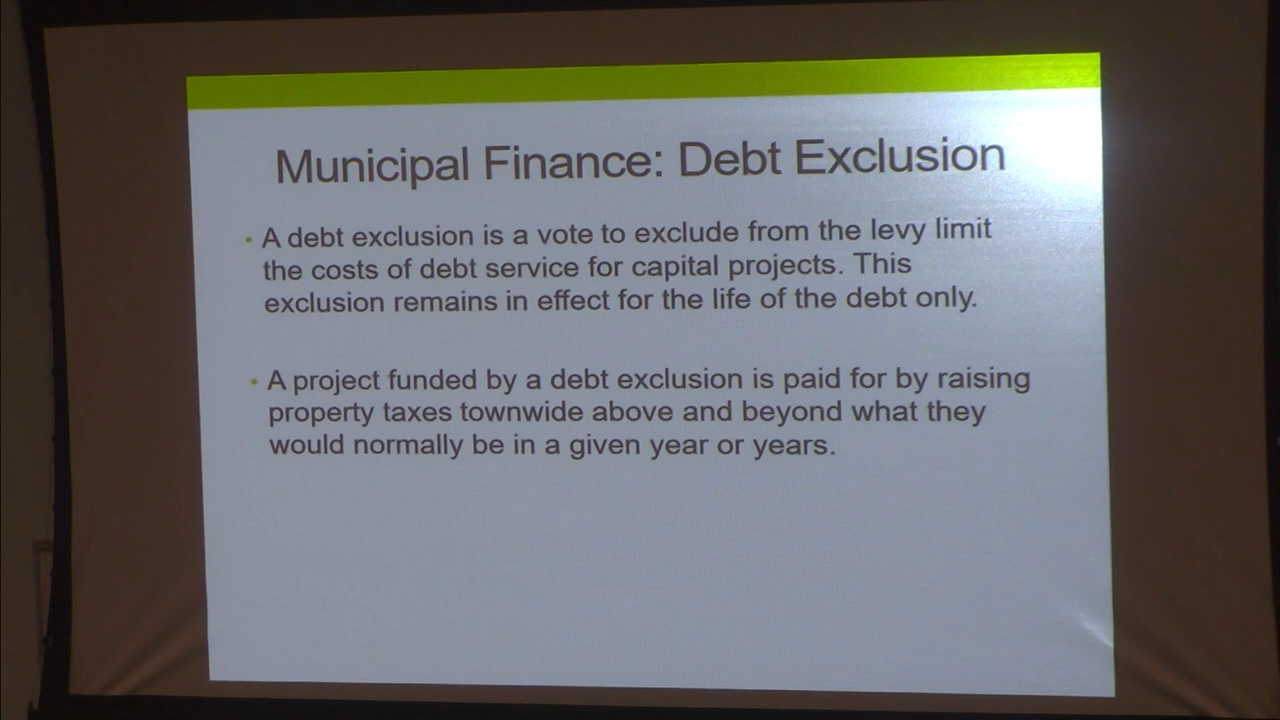 Municipal Finance: Debt Exclusion
• A debt exclusion is a vote to exclude from the levy limit
the costs of debt service for capital projects. This
exclusion remains in effect for the life of the debt only.
• A project funded by a debt exclusion is paid for by raising
property taxes townwide above and beyond what they
would normally be in a given year or years.